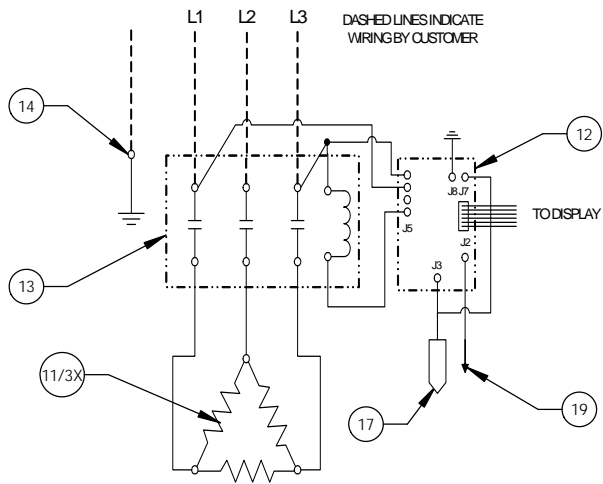 L1 L2 L3
DASHED LINES INDICATE
WIRING BY CUSTOMER
14
12
J8 J7
TO DISPLAY
J5
J2
J3
13
11/3X
17
19